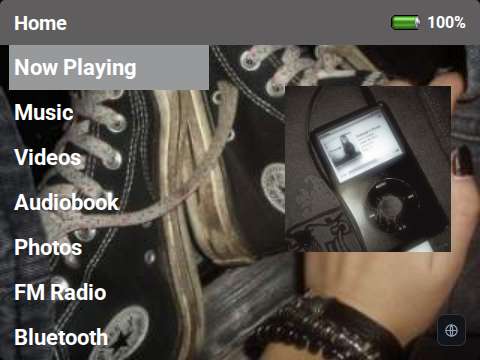 Home
100%
Now Playing
Music
Videos
Audiobook
Photos
FM Radio
Bluetooth